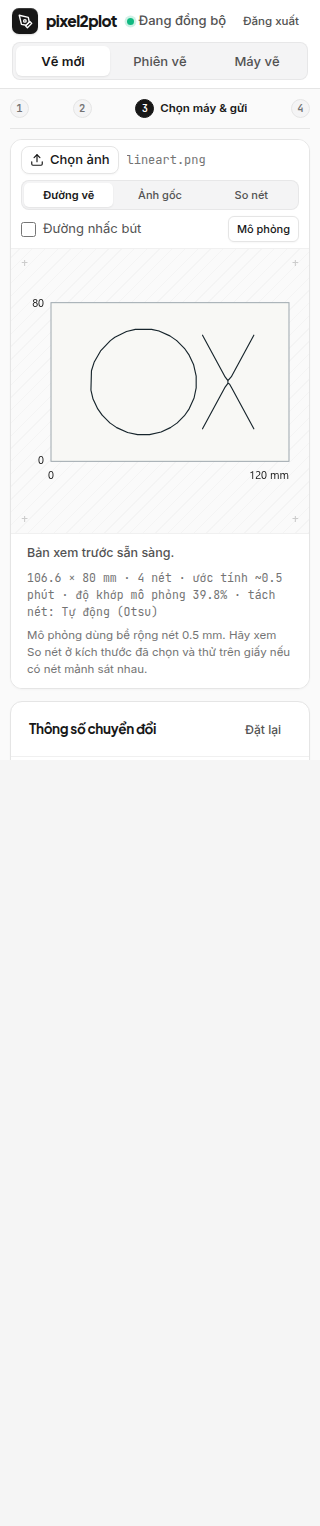 pixel2plot
Đang đồng bộ
Đăng xuất
Vẽ mới
Phiên vẽ
Máy vẽ
1
2
3
Chọn máy & gửi
4
Chọn ảnh
lineart.png
Đường vẽ
Ảnh gốc
So nét
Đường nhấc bút
Mô phỏng
80
0
0
120 mm
Bản xem trước sẵn sàng.
106.6 × 80 mm · 4 nét · ước tính ~0.5
phút · độ khớp mô phỏng 39.8% · tách
nét: Tự động (Otsu)
Mô phỏng dùng bề rộng nét 0.5 mm. Hãy xem
So nét ở kích thước đã chọn và thử trên giấy nếu
có nét mảnh sát nhau.
Thông số chuyển đổi
Đặt lại